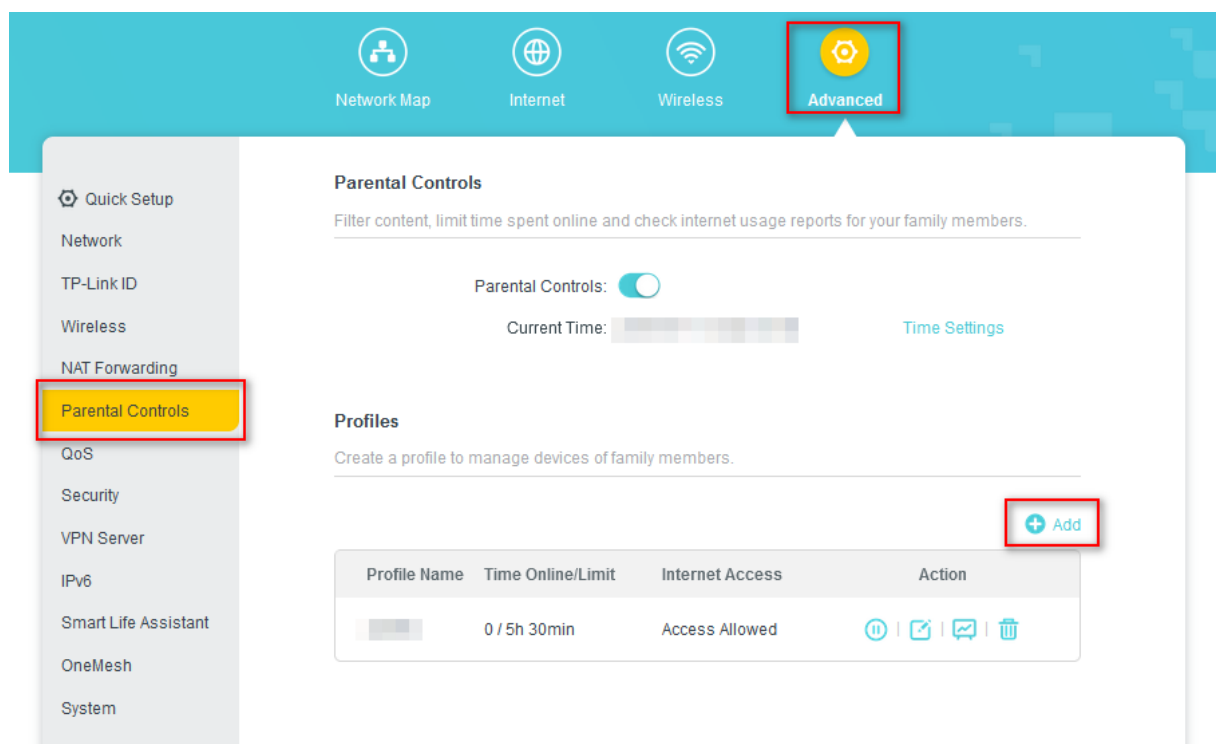 Network Map
Internet
Wireless
Advanced
Quick Setup
Network
TP-Link ID
Wireless
NAT Forwarding
Parental Controls
QoS
Security
VPN Server
IPv6
Smart Life Assistant
OneMesh
System
Parental Controls
Filter content, limit time spent online and check internet usage reports for your family members.
Parental Controls:
Current Time:
Time Settings
Profiles
Create a profile to manage devices of family members.
Add
Profile Name Time Online/Limit Internet Access Action
0 / 5h 30min Access Allowed